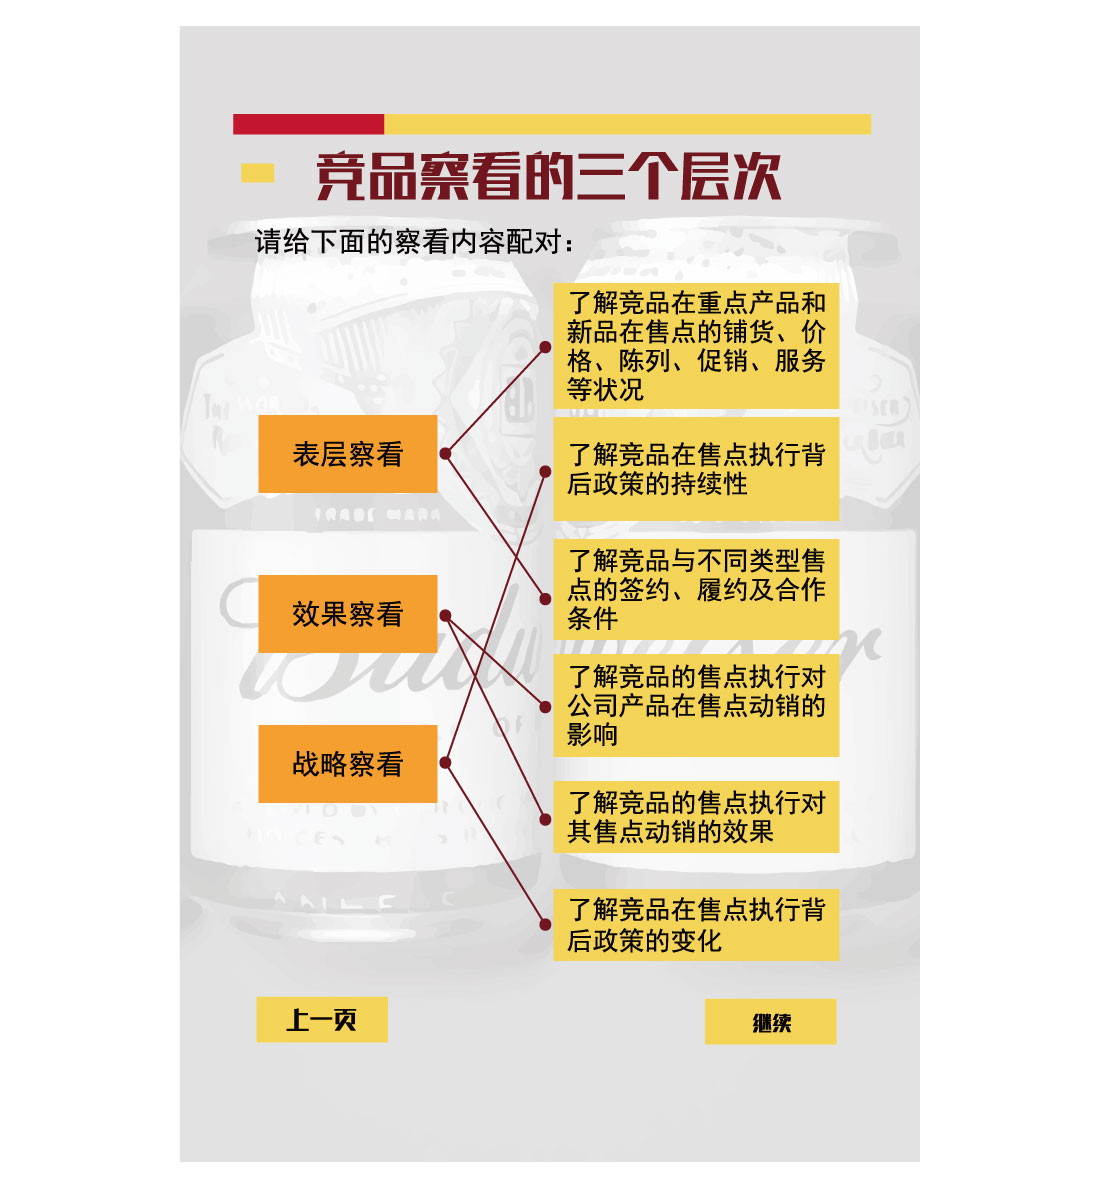 竞品察看的三个层次
请给下面的察看内容配对：
了解竞品在重点产品和
新品在售点的铺货、价
格、陈列、促销、服务
等状况
表层察看
了解竞品在售点执行背
后政策的持续性
了解竞品与不同类型售
点的签约、履约及合作
条件
效果察看
了解竞品的售点执行对
公司产品在售点动销的
影响
战略察看
了解竞品的售点执行对
其售点动销的效果
了解竞品在售点执行背
后政策的变化
上一页
继续
TRADE MARK
Budweiser